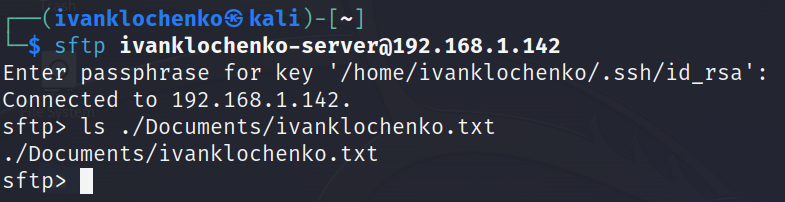 ┌──(ivanklochenko㉿kali)-[~]
└─$ sftp ivanklochenko-server@192.168.1.142
Enter passphrase for key '/home/ivanklochenko/.ssh/id_rsa':
Connected to 192.168.1.142.
sftp> ls ./Documents/ivanklochenko.txt
./Documents/ivanklochenko.txt
sftp>